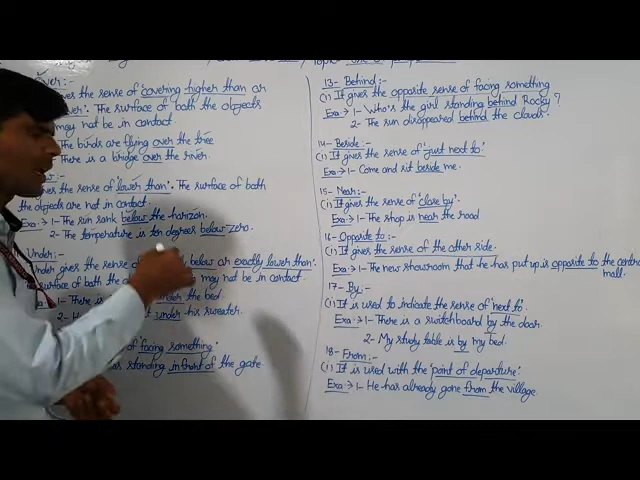 Over:-
the sense of 'covering higher than or
over'. The surface of both the objects
may not be in contact.
The birds are flying over the tree
There is a bridge over the river.
the sense of 'lower than'. The surface of both
the objects are not in contact.
Exa → 1- The sun sank below the harizon.
2- The temperature is ten degrees below zero.
Under:-
Under gives the sense of below or exactly lower than'.
surface of both the may not be in contact.
1- There is under the bed.
2- under his sweater.
of 'facing something'
standing infront of the gate
13- Behind:-
(1) It gives the opposite sense of facing something
Exa → 1- Who's the girl standing behind Rocky?
2- The sun disappeared behind the clouds.
14- Beside:-
(1) It gives the sense of 'just next to'
Exa → 1- Come and sit beside me.
15- Near:-
(1) It gives the sense of 'close by'.
Exa → 1- The shop is near the road
16- Opposite to:-
(1) It gives the sense of the other side.
Exa → 1- The new showroom that he has put up is opposite to the central
mall.
17- By:-
(1) It is used to indicate the sense of 'next to'.
Exa → 1- There is a switchboard by the door.
2- My study table is by my bed.
18- From:-
(1) It is used with the 'point of departure'.
Exa → 1- He has already gone from the village.